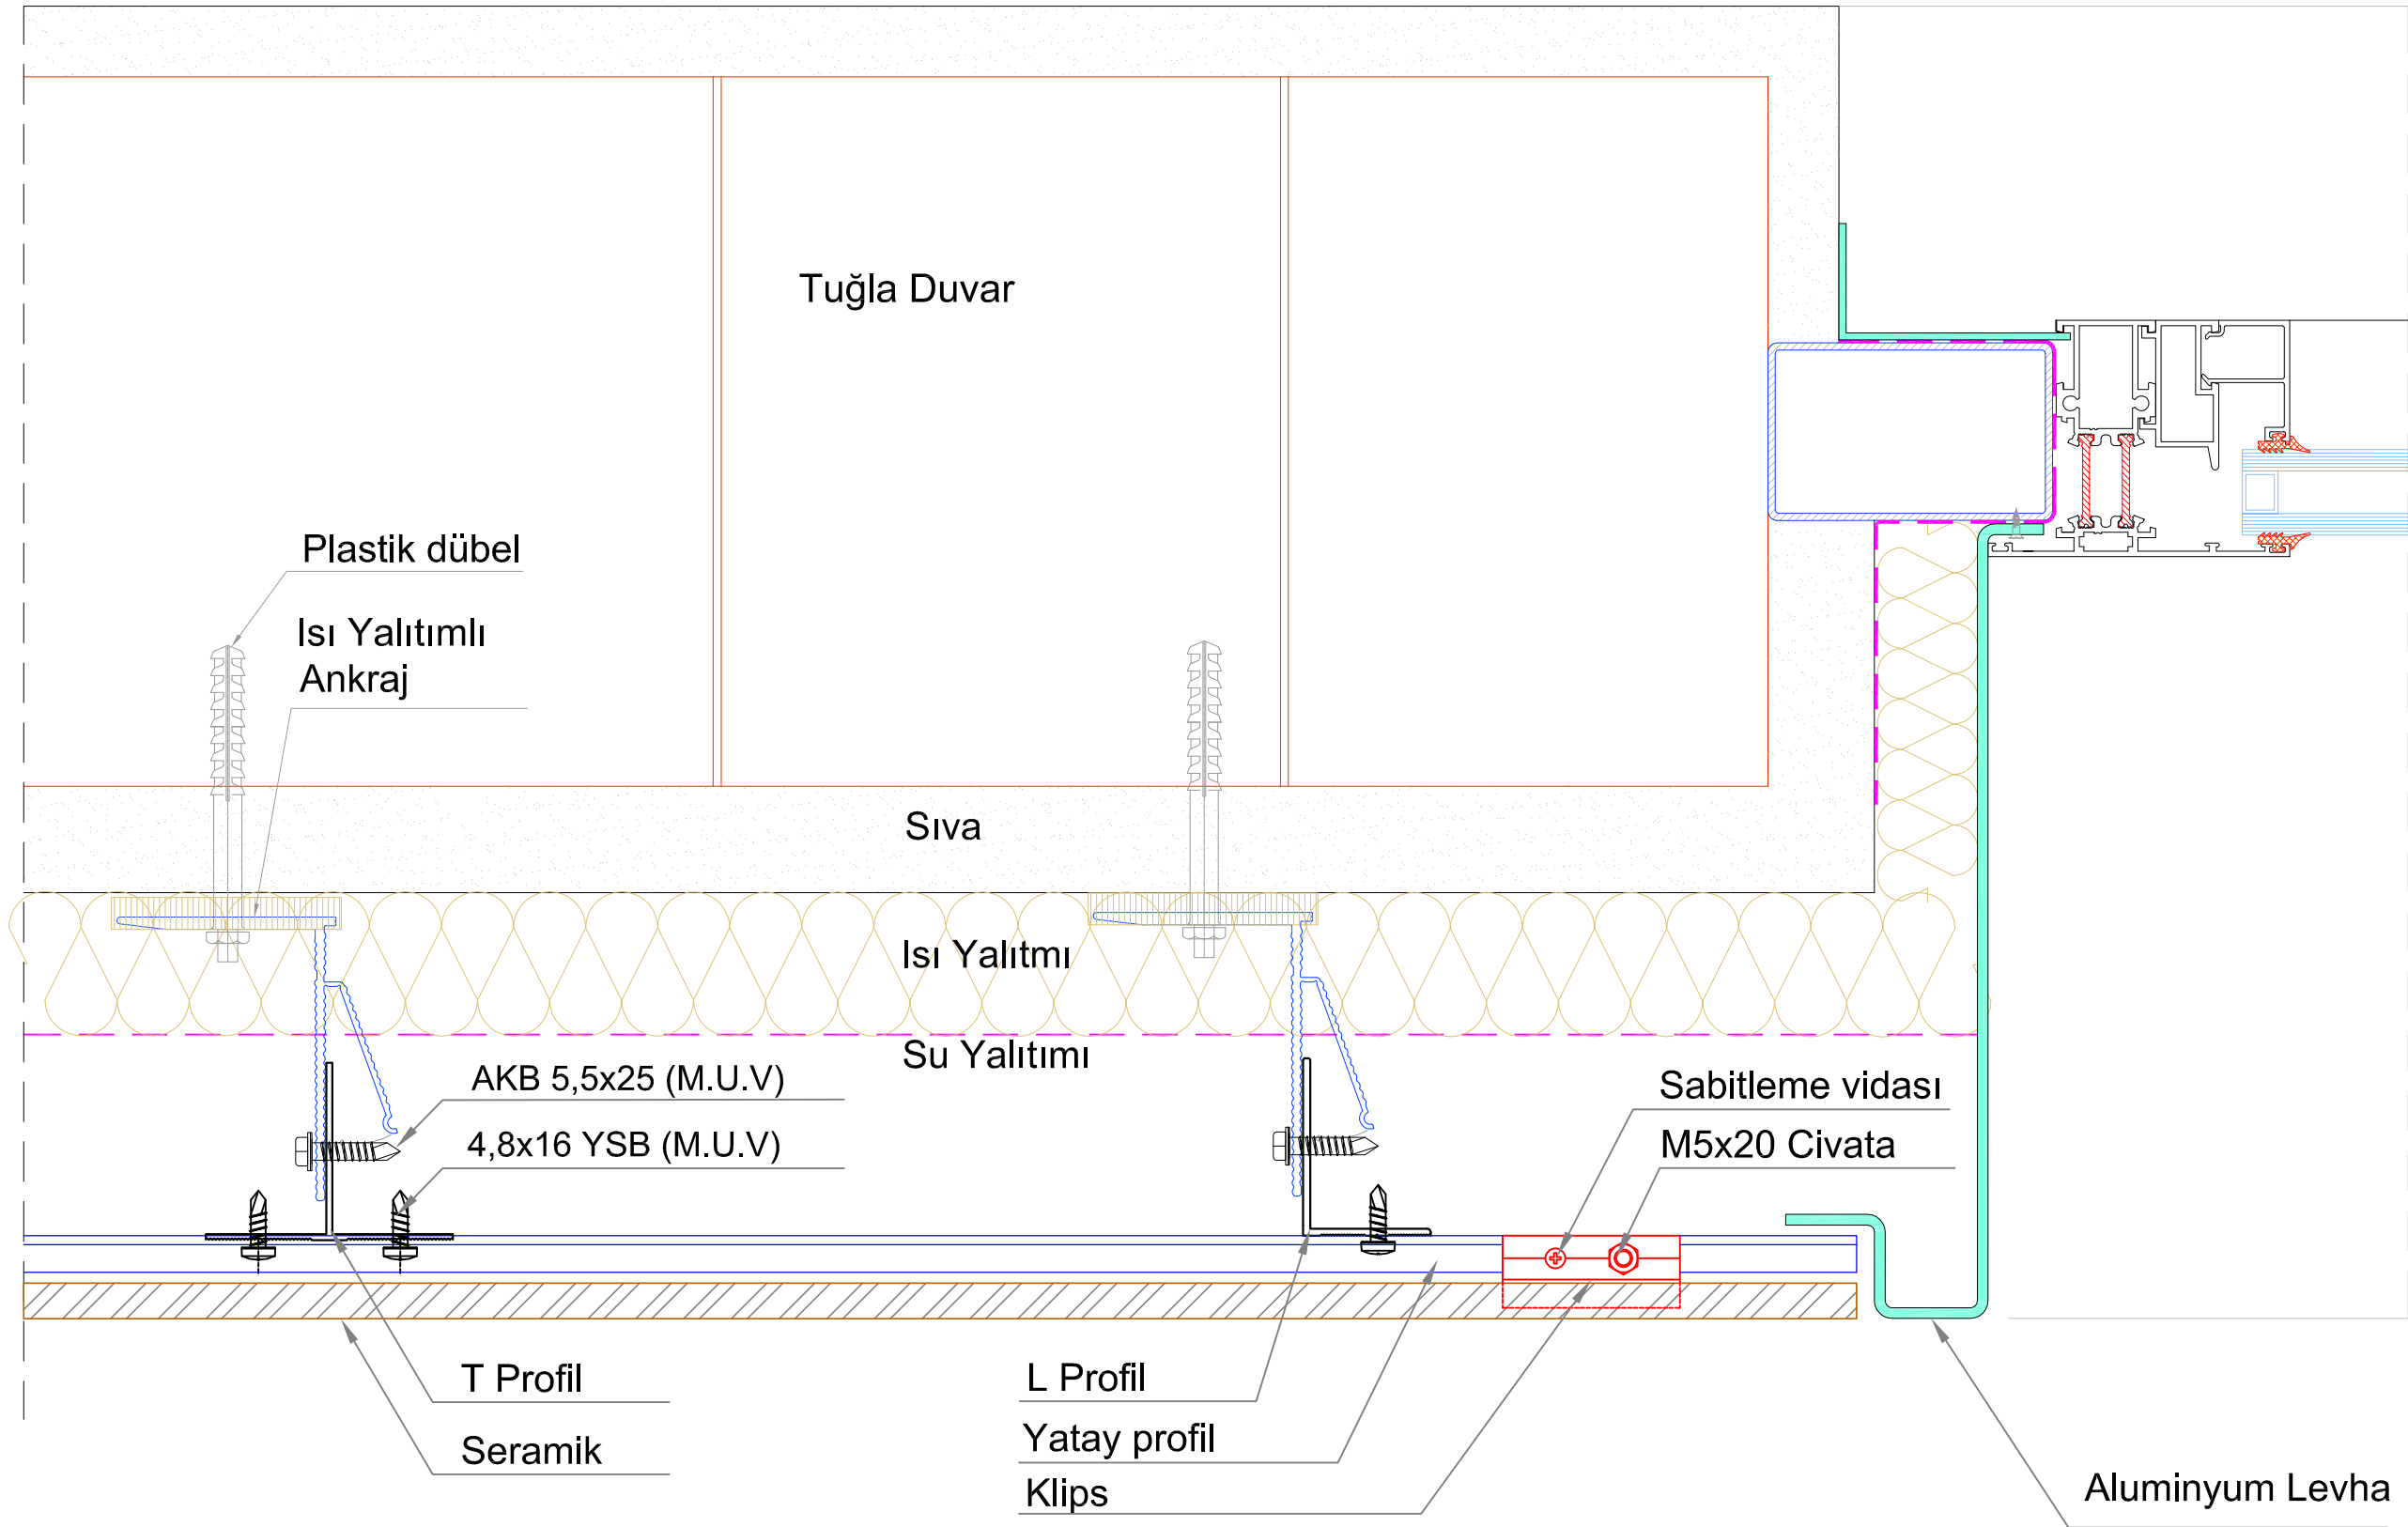 Tuğla Duvar
Plastik dübel
Isı Yalıtımlı
Ankraj
Sıva
Isı Yalıtmı
Su Yalıtımı
AKB 5,5x25 (M.U.V)
4,8x16 YSB (M.U.V)
Sabitleme vidası
M5x20 Civata
T Profil
Seramik
L Profil
Yatay profil
Klips
Aluminyum Levha